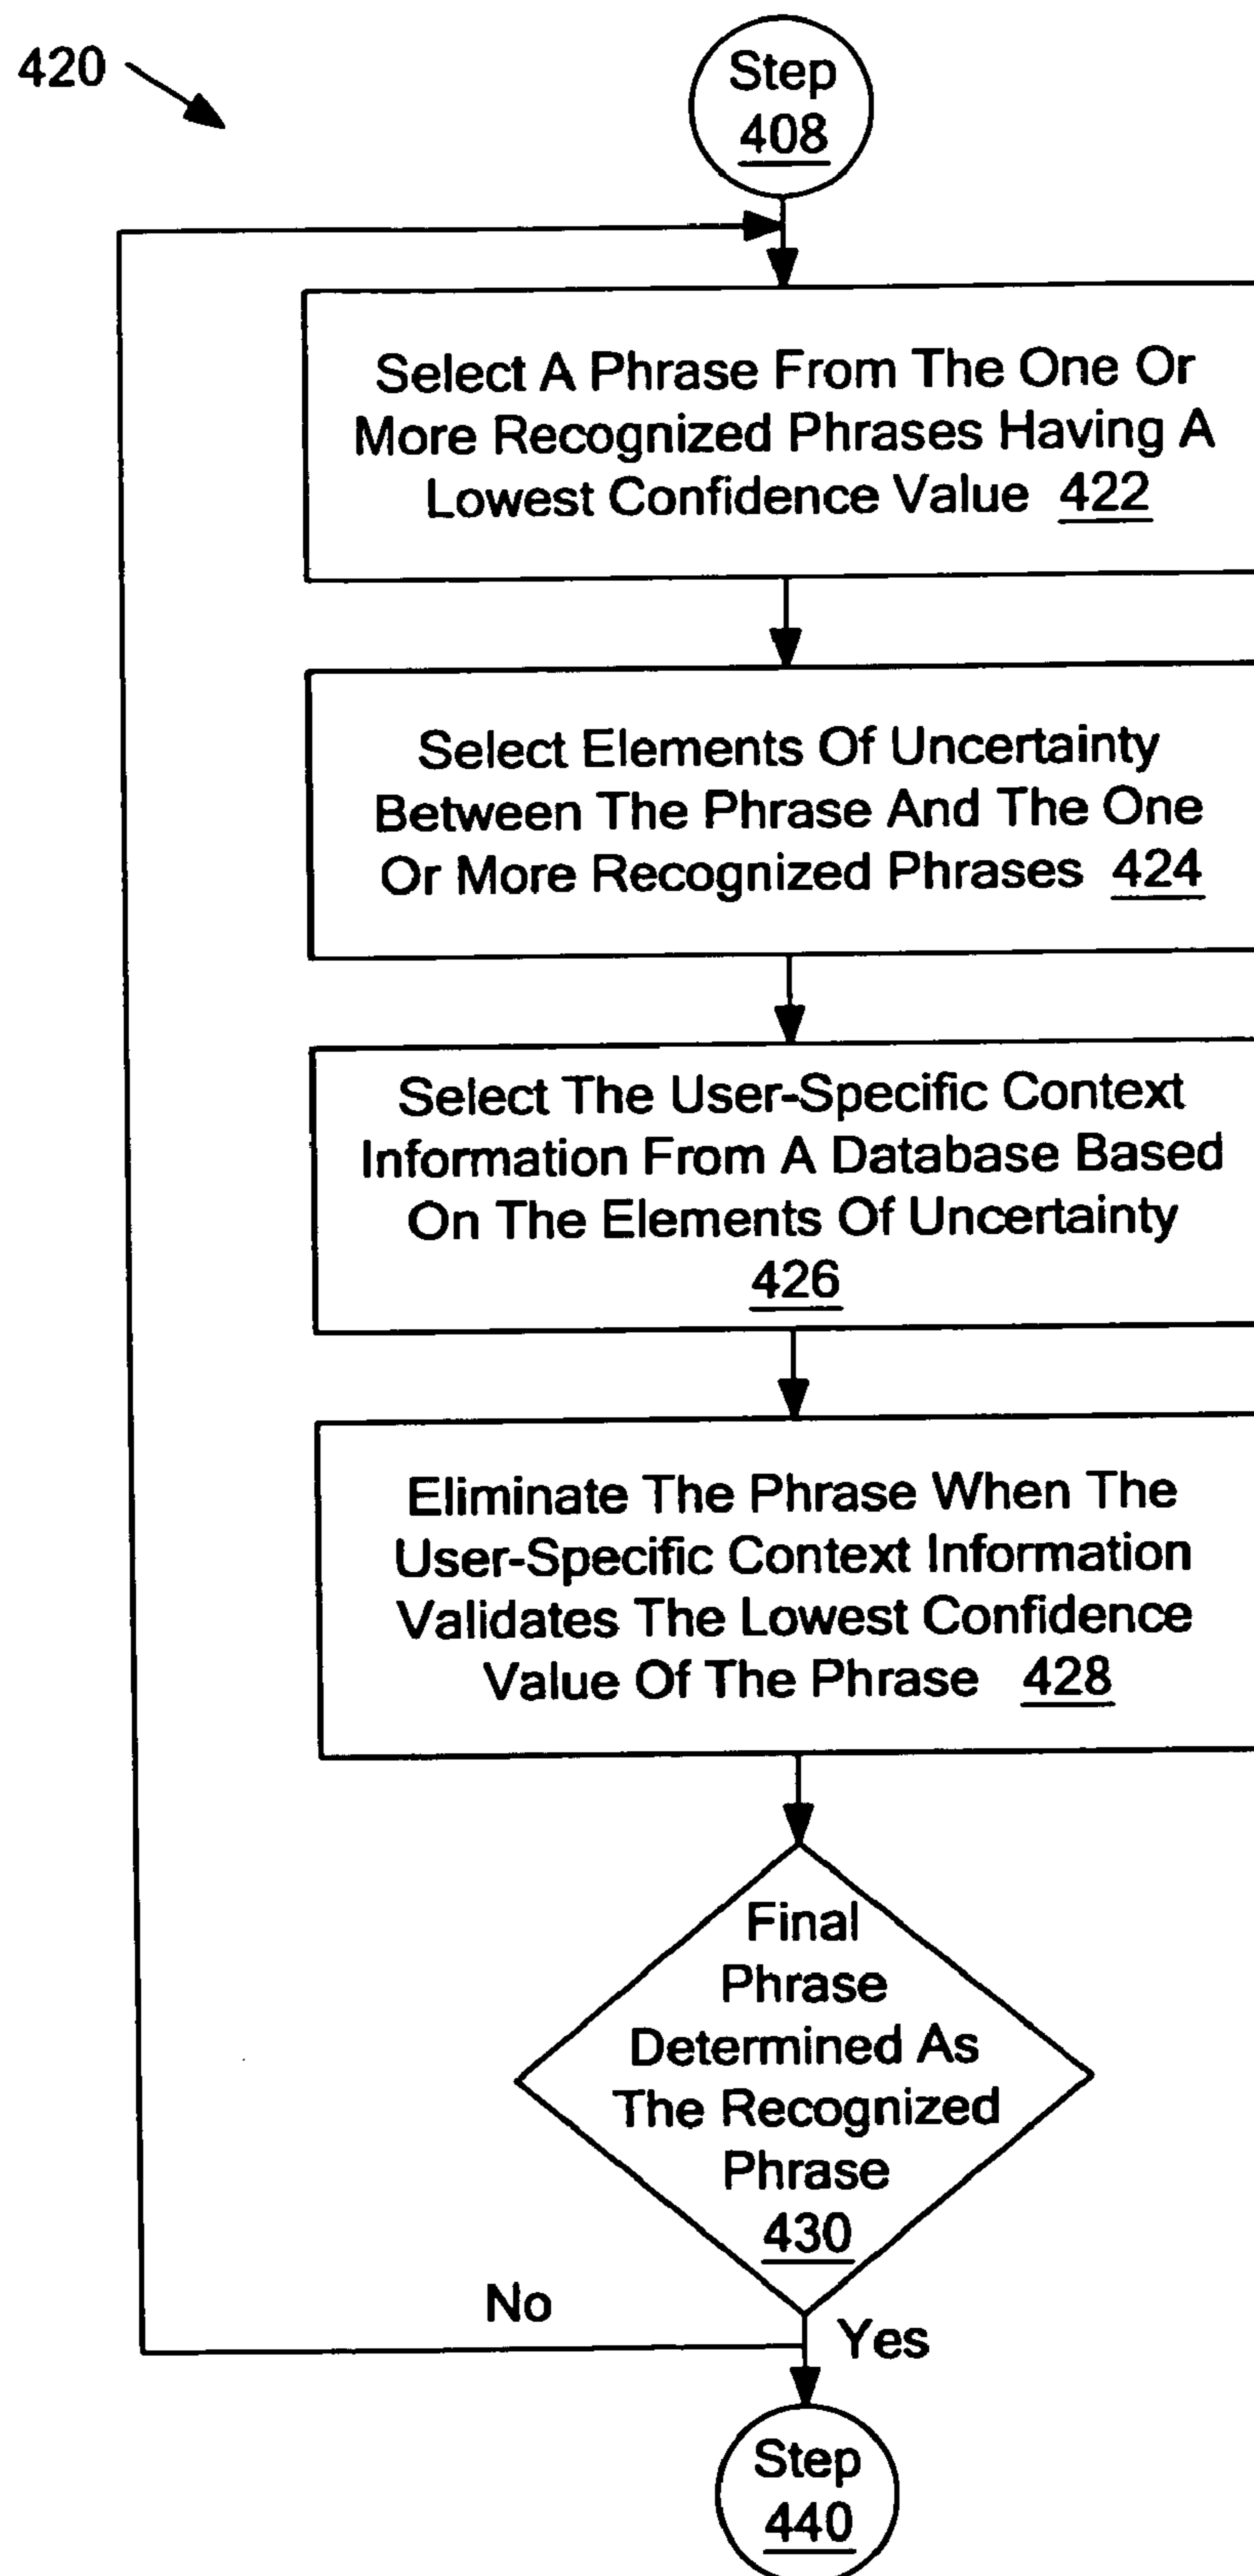 420
Step
408
Select A Phrase From The One Or
More Recognized Phrases Having A
Lowest Confidence Value 422
Select Elements Of Uncertainty
Between The Phrase And The One
Or More Recognized Phrases 424
Select The User-Specific Context
Information From A Database Based
On The Elements Of Uncertainty
426
Eliminate The Phrase When The
User-Specific Context Information
Validates The Lowest Confidence
Value Of The Phrase 428
Final
Phrase
Determined As
The Recognized
Phrase
430
No
Yes
Step
440